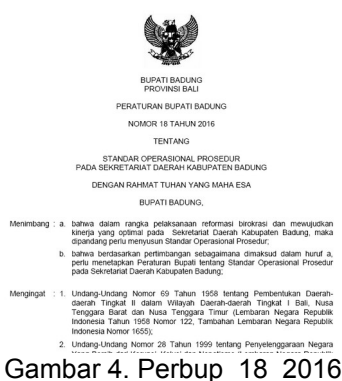 BUPATI BADUNG
PROVINSI BALI
PERATURAN BUPATI BADUNG
NOMOR 18 TAHUN 2016
TENTANG
STANDAR OPERASIONAL PROSEDUR
PADA SEKRETARIAT DAERAH KABUPATEN BADUNG
DENGAN RAHMAT TUHAN YANG MAHA ESA
BUPATI BADUNG,
Menimbang : a. bahwa dalam rangka pelaksanaan reformasi birokrasi dan mewujudkan
kinerja yang optimal pada Sekretariat Daerah Kabupaten Badung, maka
dipandang perlu menyusun Standar Operasional Prosedur;
b. bahwa berdasarkan pertimbangan sebagaimana dimaksud dalam huruf a,
perlu menetapkan Peraturan Bupati tentang Standar Operasional Prosedur
pada Sekretariat Daerah Kabupaten Badung;
Mengingat : 1. Undang-Undang Nomor 69 Tahun 1958 tentang Pembentukan Daerah-
daerah Tingkat II dalam Wilayah Daerah-daerah Tingkat I Bali, Nusa
Tenggara Barat dan Nusa Tenggara Timur (Lembaran Negara Republik
Indonesia Tahun 1958 Nomor 122, Tambahan Lembaran Negara Republik
Indonesia Nomor 1655);
2. Undang-Undang Nomor 28 Tahun 1999 tentang Penyelenggaraan Negara
Gambar 4. Perbup 18 2016